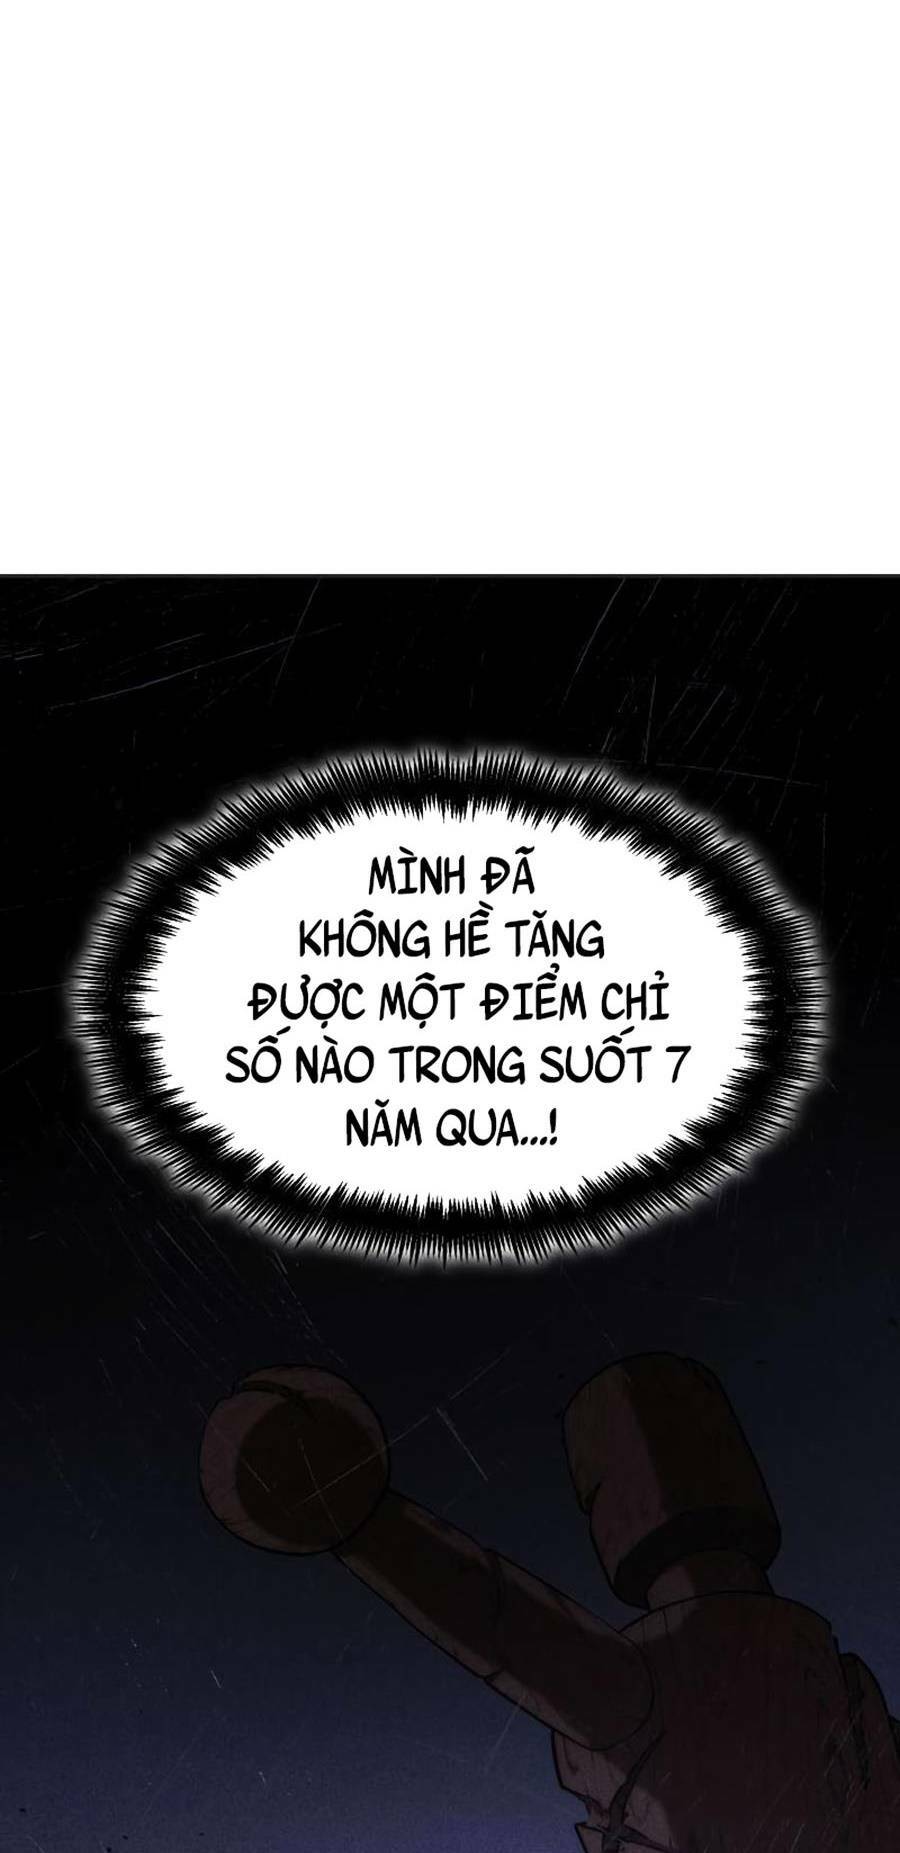 MÌNH ĐÃ
KHÔNG HỀ TĂNG
ĐƯỢC MỘT ĐIỂM CHỈ
SỐ NÀO TRONG SUỐT 7
NĂM QUA...!